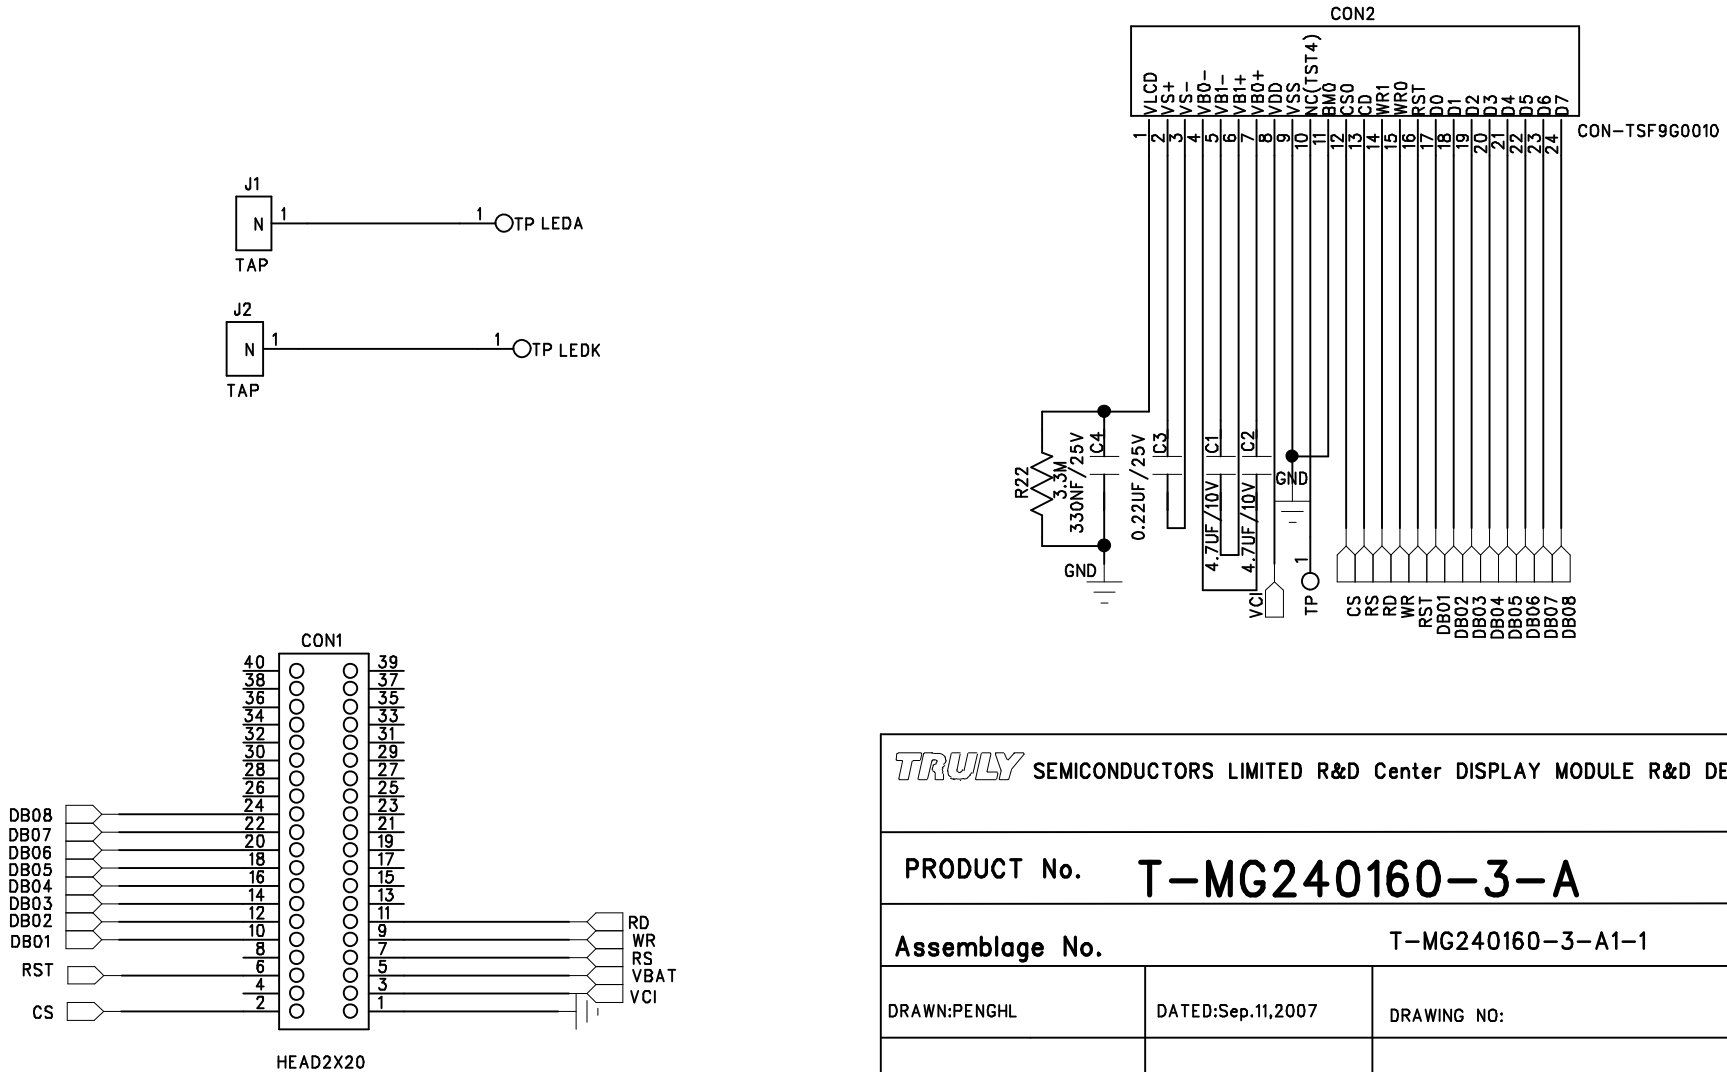 CON2
VLCD
VS+
VS-
VB0-
VB1-
VB1+
VB0+
VDD
VSS
NC(TST4)
BM0
CS0
CD
WR1
WR0
RST
D0
D1
D2
D3
D4
D5
D6
D7
1
2
3
4
5
6
7
8
9
10
11
12
13
14
15
16
17
18
19
20
21
22
23
24
CON-TSF9G0010
J1
N
1
1
TP LEDA
TAP
J2
N
1
1
TP LEDK
TAP
R22
3.3M
330NF/25V
C4
0.22UF/25V
C3
C1
4.7UF/10V
C2
4.7UF/10V
GND
GND
VCI
TP
1
CS
RS
RD
WR
RST
DB01
DB02
DB03
DB04
DB05
DB06
DB07
DB08
CON1
40 39
38 37
36 35
34 33
32 31
30 29
28 27
26 25
DB08 24 23
DB07 22 21
DB06 20 19
DB05 18 17
DB04 16 15
DB03 14 13
DB02 12 11 RD
DB01 10 9 WR
8 7 RS
RST 6 5 VBAT
4 3 VCI
CS 2 1
HEAD2X20
TRULY SEMICONDUCTORS LIMITED R&D Center DISPLAY MODULE R&D DE
PRODUCT No. T-MG240160-3-A
Assemblage No. T-MG240160-3-A1-1
DRAWN:PENGHL DATED:Sep.11,2007 DRAWING NO: